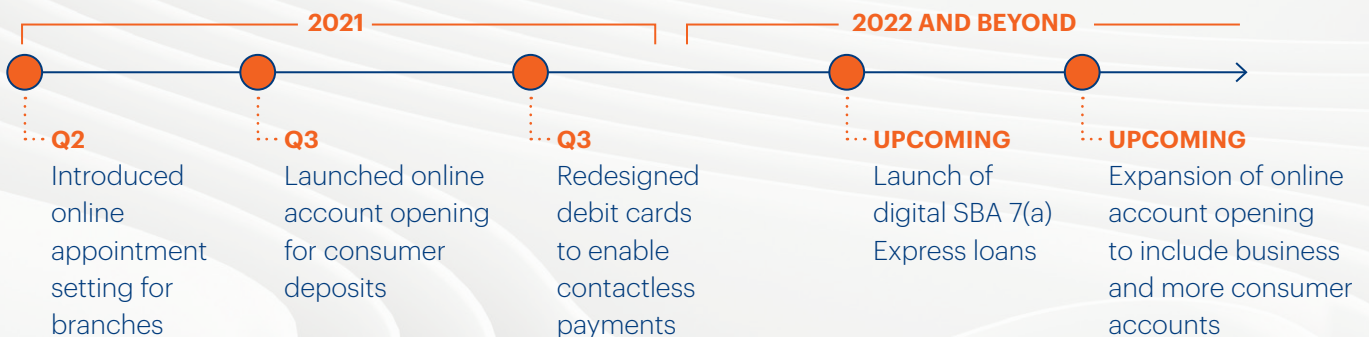 2021
2022 AND BEYOND
Q2
Introduced
online
appointment
setting for
branches
Q3
Launched online
account opening
for consumer
deposits
Q3
Redesigned
debit cards
to enable
contactless
payments
UPCOMING
Launch of
digital SBA 7(a)
Express loans
UPCOMING
Expansion of online
account opening
to include business
and more consumer
accounts